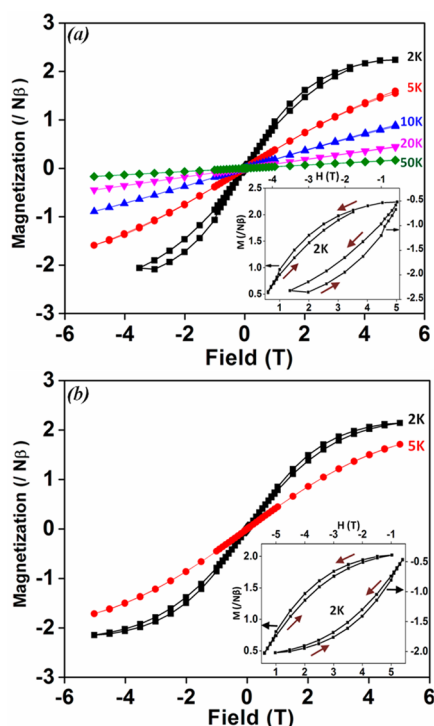 (a)
Magnetization(/ Nβ)
3
2
1
0
-1
-2
-3
2K
5K
10K
20K
50K
H (T)
-4 -3 -2 -1
M (/Nβ)
2.5
2.0
1.5
1.0
0.5
-0.5
-1.0
-1.5
-2.0
-2.5
2K
1 2 3 4 5
-6 -4 -2 0 2 4 6
Field (T)
(b)
Magnetization(/ Nβ)
3
2
1
0
-1
-2
-3
2K
5K
H (T)
-5 -4 -3 -2 -1
M (/Nβ)
2.0
1.5
1.0
0.5
-0.5
-1.0
-1.5
-2.0
2K
1 2 3 4 5
-6 -4 -2 0 2 4 6
Field (T)